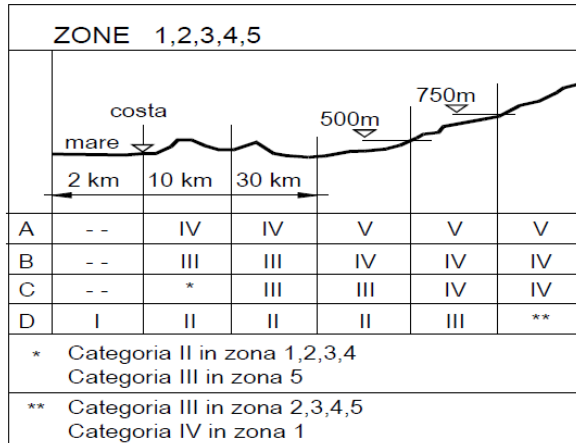 ZONE 1,2,3,4,5
costa
mare
500m
750m
2 km 10 km 30 km
A -- IV IV V V V
B -- III III IV IV IV
C -- * III III IV IV
D I II II II III **
* Categoria II in zona 1,2,3,4
Categoria III in zona 5
** Categoria III in zona 2,3,4,5
Categoria IV in zona 1